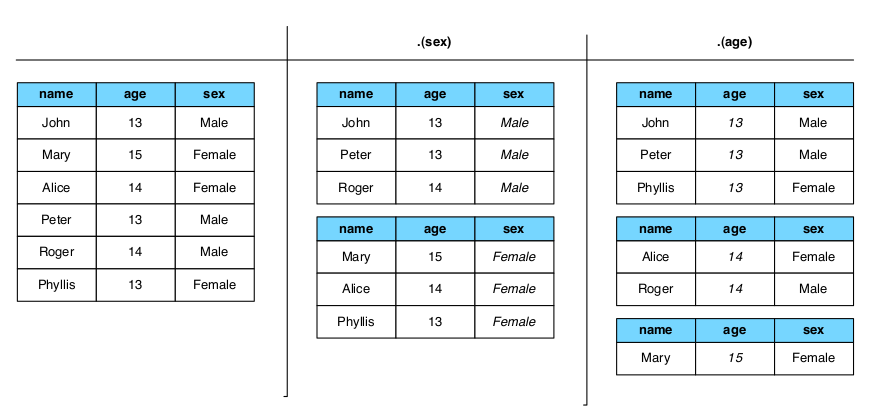 .(sex)
.(age)
name age sex
John 13 Male
Mary 15 Female
Alice 14 Female
Peter 13 Male
Roger 14 Male
Phyllis 13 Female
name age sex
John 13 Male
Peter 13 Male
Roger 14 Male
name age sex
Mary 15 Female
Alice 14 Female
Phyllis 13 Female
name age sex
John 13 Male
Peter 13 Male
Phyllis 13 Female
name age sex
Alice 14 Female
Roger 14 Male
name age sex
Mary 15 Female